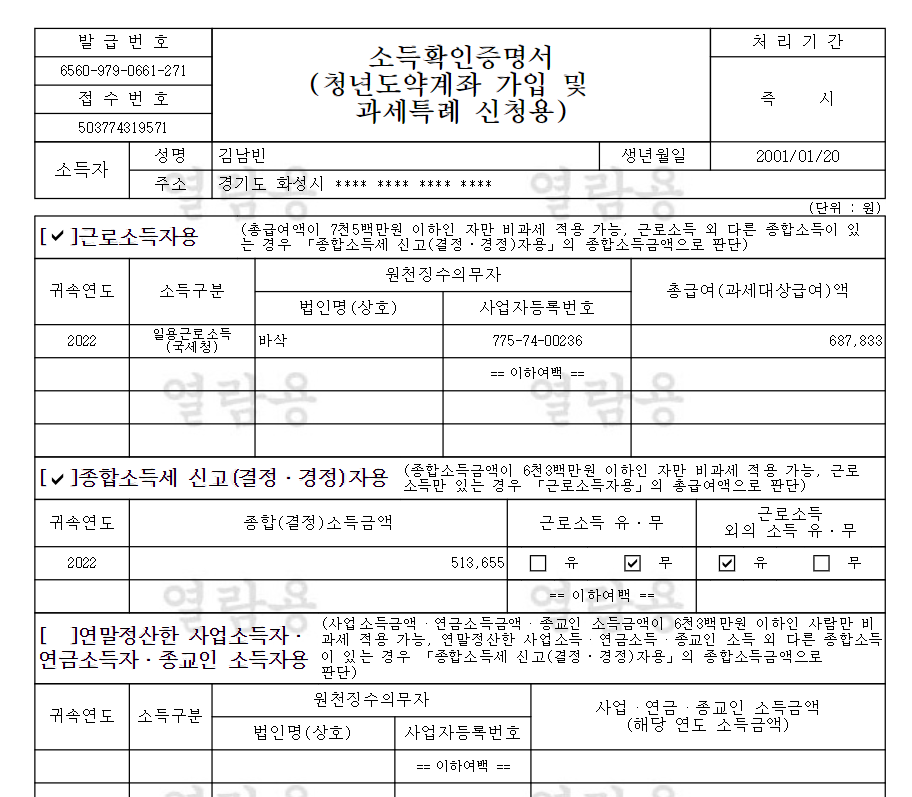 발 급 번 호
6560-979-0661-271
접 수 번 호
503774319571
소득확인증명서
(청년도약계좌 가입 및
과세특례 신청용)
처 리 기 간
즉 시
소득자
성명
김남빈
생년월일
2001/01/20
주소
경기도 화성시 **** **** **** ****
열람용
열람용
(단위 : 원)
[✔]근로소득자용
(총급여액이 7천5백만원 이하인 자만 비과세 적용 가능, 근로소득 외 다른 종합소득이 있
는 경우 「종합소득세 신고(결정·경정)자용」의 종합소득금액으로 판단)
귀속연도
소득구분
원천징수의무자
총급여(과세대상급여)액
법인명(상호)
사업자등록번호
2022
일용근로소득
(국세청)
바삭
775-74-00236
687,833
== 이하여백 ==
열람용
열람용
[✔]종합소득세 신고(결정·경정)자용
(종합소득금액이 6천3백만원 이하인 자만 비과세 적용 가능, 근로
소득만 있는 경우 「근로소득자용」의 총급여액으로 판단)
귀속연도
종합(결정)소득금액
근로소득 유·무
근로소득
외의 소득 유·무
2022
513,655
☐ 유 ☑ 무
☑ 유 ☐ 무
== 이하여백 ==
열람용
열람용
[ ]연말정산한 사업소득자·
연금소득자·종교인 소득자용
(사업소득금액·연금소득금액·종교인 소득금액이 6천3백만원 이하인 사람만 비
과세 적용 가능, 연말정산한 사업소득·연금소득·종교인 소득 외 다른 종합소득
이 있는 경우 「종합소득세 신고(결정·경정)자용」의 종합소득금액으로
판단)
귀속연도
소득구분
원천징수의무자
사업·연금·종교인 소득금액
(해당 연도 소득금액)
법인명(상호)
사업자등록번호
== 이하여백 ==
열람용
열람용